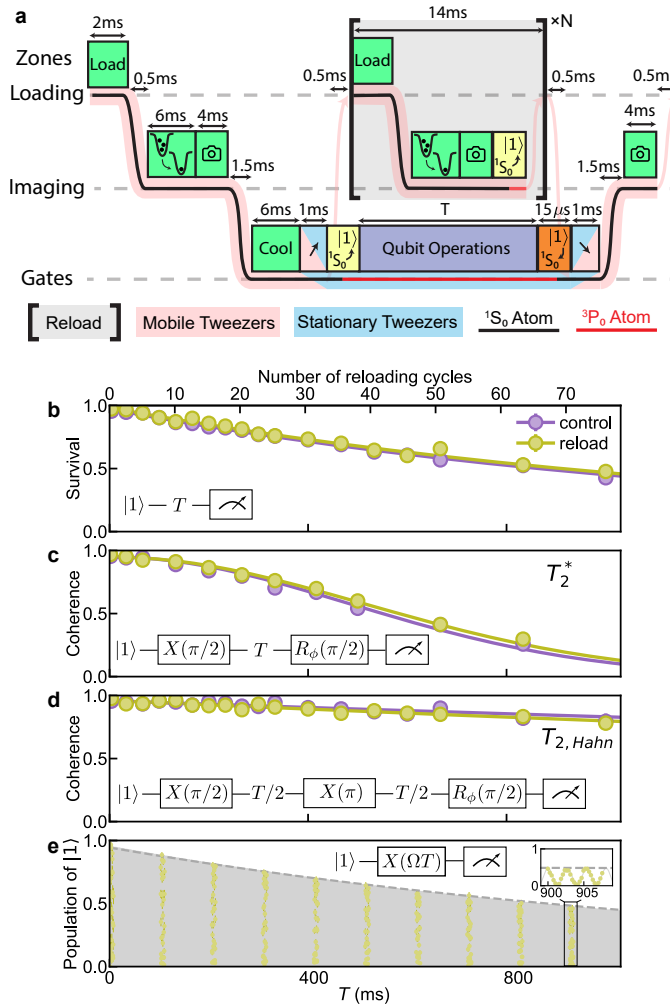 a
14ms
×N
2ms
Zones
Load
Load
0.5ms
0.5ms
0.5ms
0.5ms
Loading
6ms 4ms
4ms
|1⟩
¹S₀
1.5ms
1.5ms
Imaging
6ms 1ms
T
15 μs 1ms
Cool
|1⟩
¹S₀
Qubit Operations
|1⟩
¹S₀
Gates
Reload
Mobile Tweezers
Stationary Tweezers
¹S₀ Atom
³P₀ Atom
Number of reloading cycles
0 10 20 30 40 50 60 70
b
1.0
0.5
0.0
Survival
control
reload
|1⟩ T
c
1.0
0.5
0.0
Coherence
T₂*
|1⟩ X(π/2) T R_ϕ(π/2)
d
1.0
0.5
0.0
Coherence
T₂,Hahn
|1⟩ X(π/2) T/2 X(π) T/2 R_ϕ(π/2)
e
1.0
0.5
0.0
Population of |1⟩
|1⟩ X(ΩT)
1
0
900 905
0 400 800
T (ms)